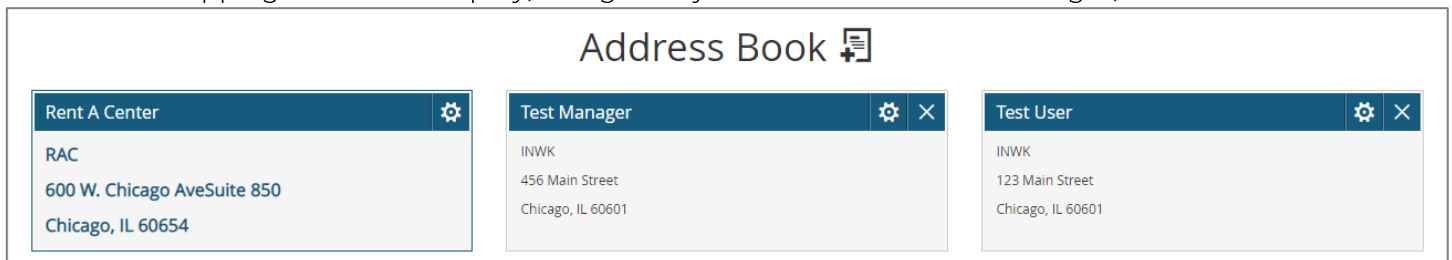 Address Book
Rent A Center
RAC
600 W. Chicago AveSuite 850
Chicago, IL 60654
Test Manager
INWK
456 Main Street
Chicago, IL 60601
Test User
INWK
123 Main Street
Chicago, IL 60601